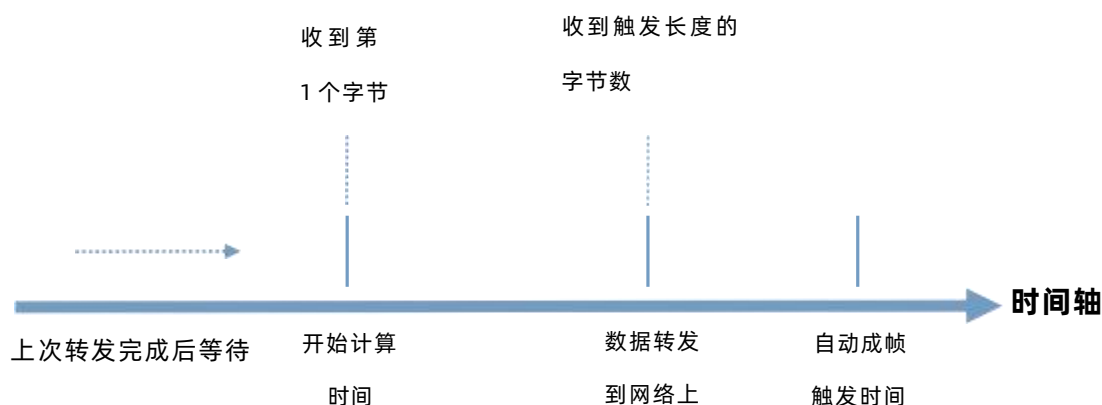 收到第
1个字节
收到触发长度的
字节数
时间轴
上次转发完成后等待
开始计算
时间
数据转发
到网络上
自动成帧
触发时间